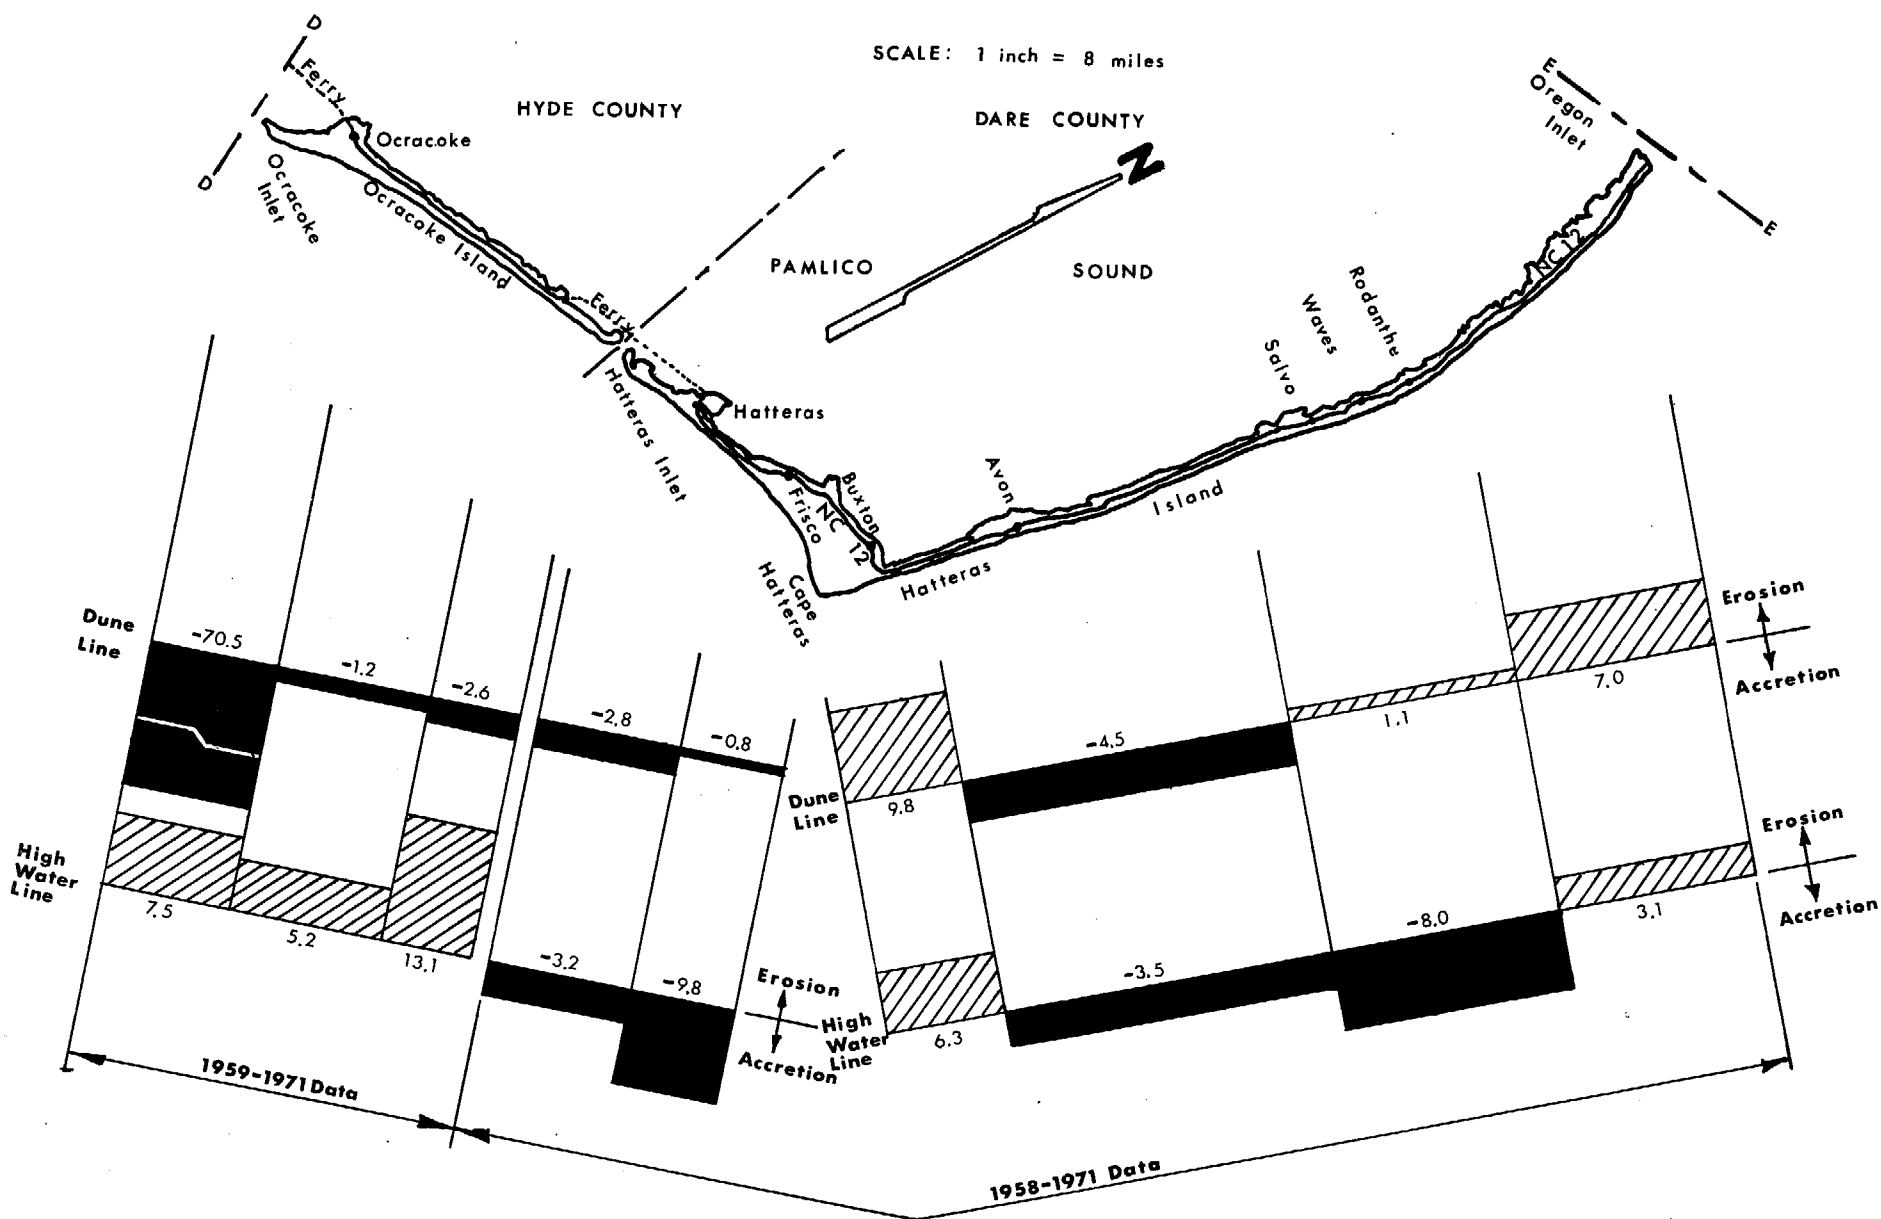 SCALE: 1 inch = 8 miles
D
Ferry
HYDE COUNTY
DARE COUNTY
E
Oregon
Inlet
Ocracoke
D
Ocracoke
Inlet
Ocracoke Island
N
E
NC 12
PAMLICO
SOUND
Ferry
Rodanthe
Waves
Salvo
Hatteras Inlet
Hatteras
Buxton
Frisco
NC 12
Avon
Island
Hatteras
Cape
Hatteras
Dune
Line
-70.5
-1.2
-2.6
-2.8
-0.8
Dune
Line
9.8
-4.5
1.1
7.0
Erosion
Accretion
High
Water
Line
7.5
5.2
13.1
-3.2
-9.8
Erosion
Accretion
High
Water
Line
6.3
-3.5
-8.0
3.1
Erosion
Accretion
1959-1971 Data
1958-1971 Data